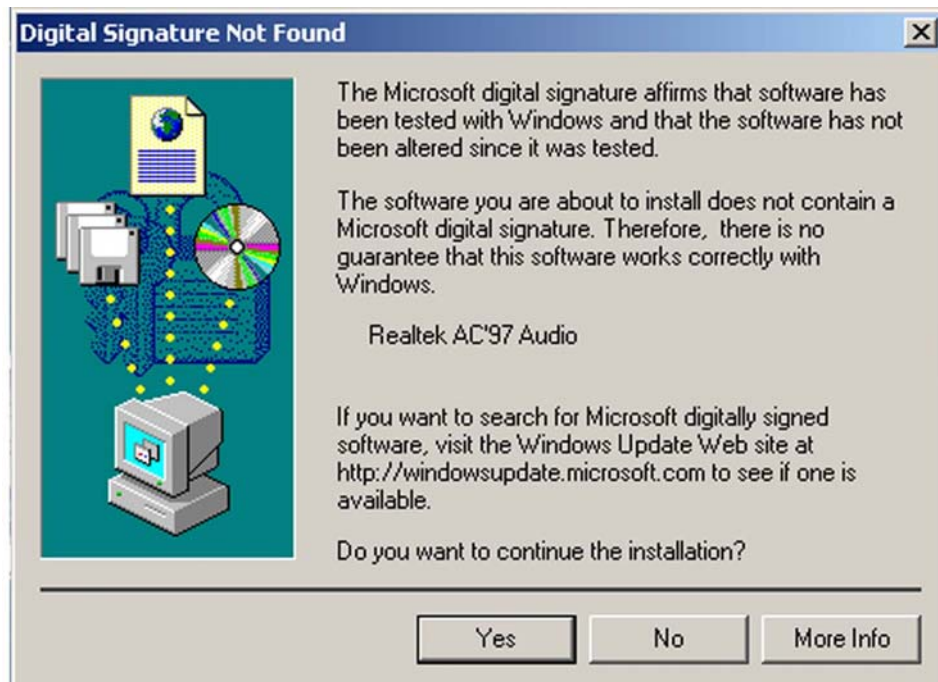 Digital Signature Not Found
The Microsoft digital signature affirms that software has
been tested with Windows and that the software has not
been altered since it was tested.
The software you are about to install does not contain a
Microsoft digital signature. Therefore, there is no
guarantee that this software works correctly with
Windows.
Realtek AC'97 Audio
If you want to search for Microsoft digitally signed
software, visit the Windows Update Web site at
http://windowsupdate.microsoft.com to see if one is
available.
Do you want to continue the installation?
Yes No More Info